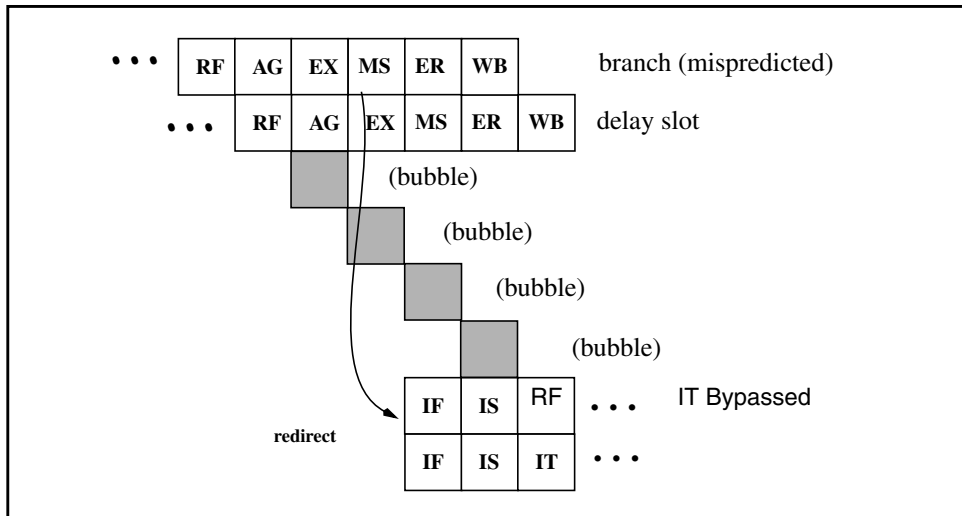 • • • RF AG EX MS ER WB branch (mispredicted)
• • • RF AG EX MS ER WB delay slot
(bubble)
(bubble)
(bubble)
(bubble)
IF IS RF • • • IT Bypassed
redirect
IF IS IT • • •